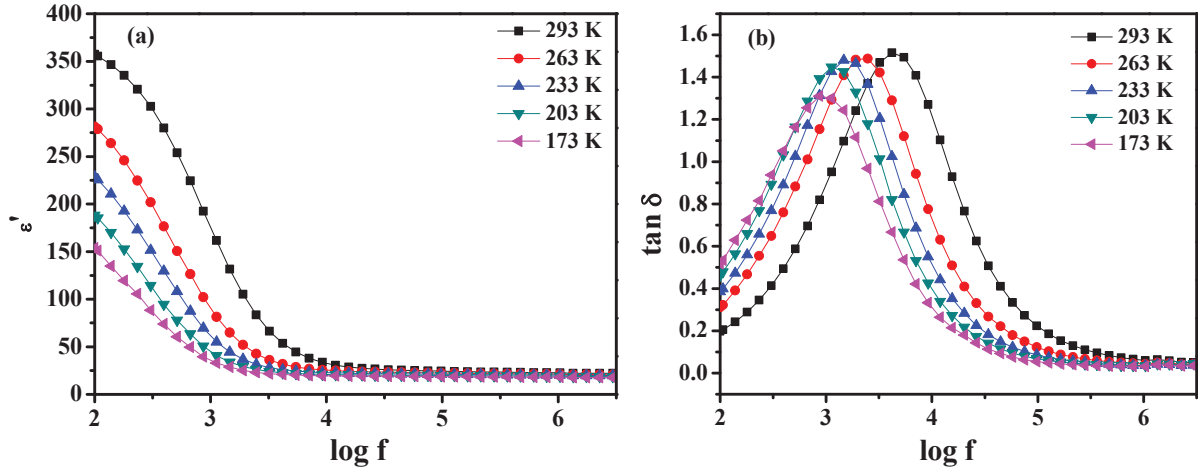 (a)
293 K
263 K
233 K
203 K
173 K
400
350
300
250
200
150
100
50
0
ε'
2 3 4 5 6
log f
(b)
293 K
263 K
233 K
203 K
173 K
1.6
1.4
1.2
1.0
0.8
0.6
0.4
0.2
0.0
tan δ
2 3 4 5 6
log f